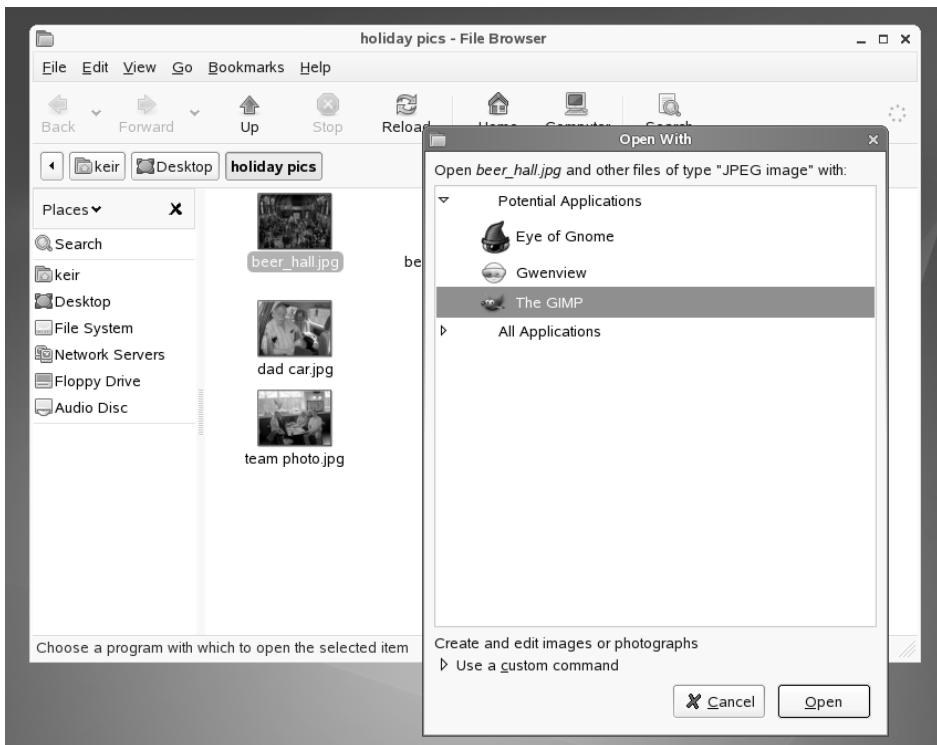 holiday pics - File Browser
File Edit View Go Bookmarks Help
Back Forward Up Stop Reload Home Computer Search
keir Desktop holiday pics
Places
Search
keir
Desktop
File System
Network Servers
Floppy Drive
Audio Disc
beer_hall.jpg
be
dad car.jpg
team photo.jpg
Choose a program with which to open the selected item
Open With
Open beer_hall.jpg and other files of type "JPEG image" with:
Potential Applications
Eye of Gnome
Gwenview
The GIMP
All Applications
Create and edit images or photographs
Use a custom command
Cancel Open